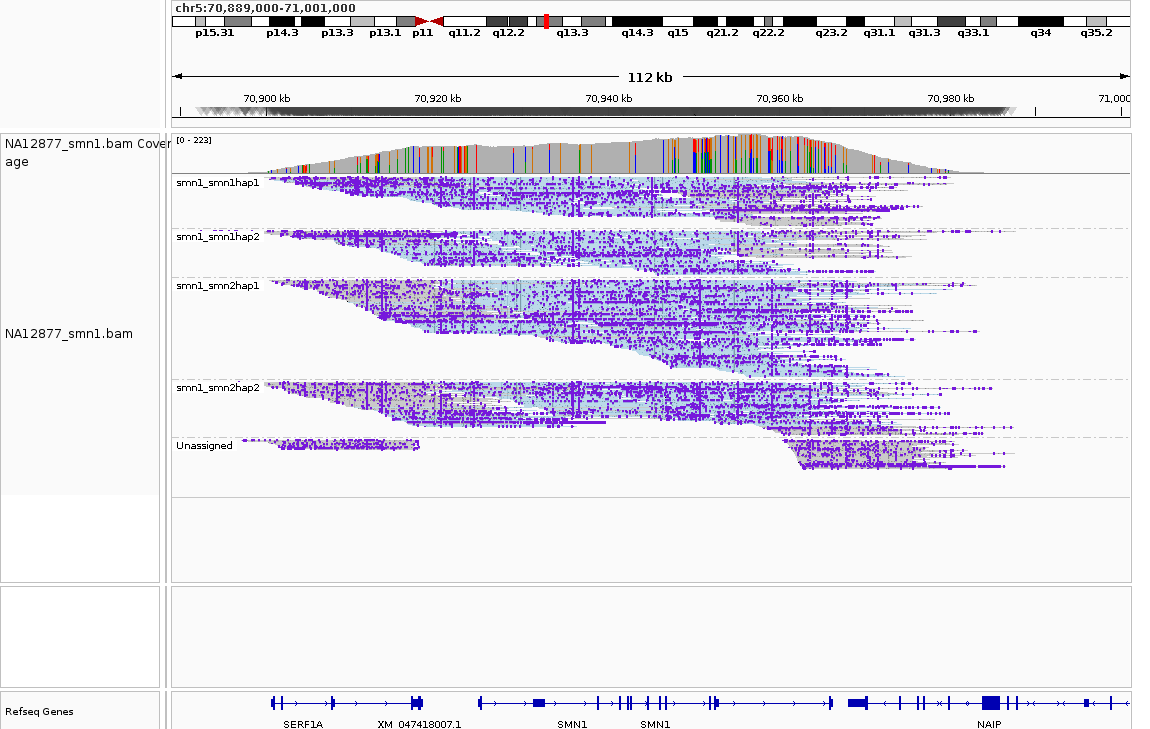 chr5:70,889,000-71,001,000
p15.31 p14.3 p13.3 p13.1 p11 q11.2 q12.2 q13.3 q14.3 q15 q21.2 q22.2 q23.2 q31.1 q31.3 q33.1 q34 q35.2
112 kb
70,900 kb 70,920 kb 70,940 kb 70,960 kb 70,980 kb 71,000
NA12877_smn1.bam Cover
age
[0 - 223]
smn1_smn1hap1
smn1_smn1hap2
smn1_smn2hap1
NA12877_smn1.bam
smn1_smn2hap2
Unassigned
Refseq Genes
SERF1A XM_047418007.1 SMN1 SMN1 NAIP